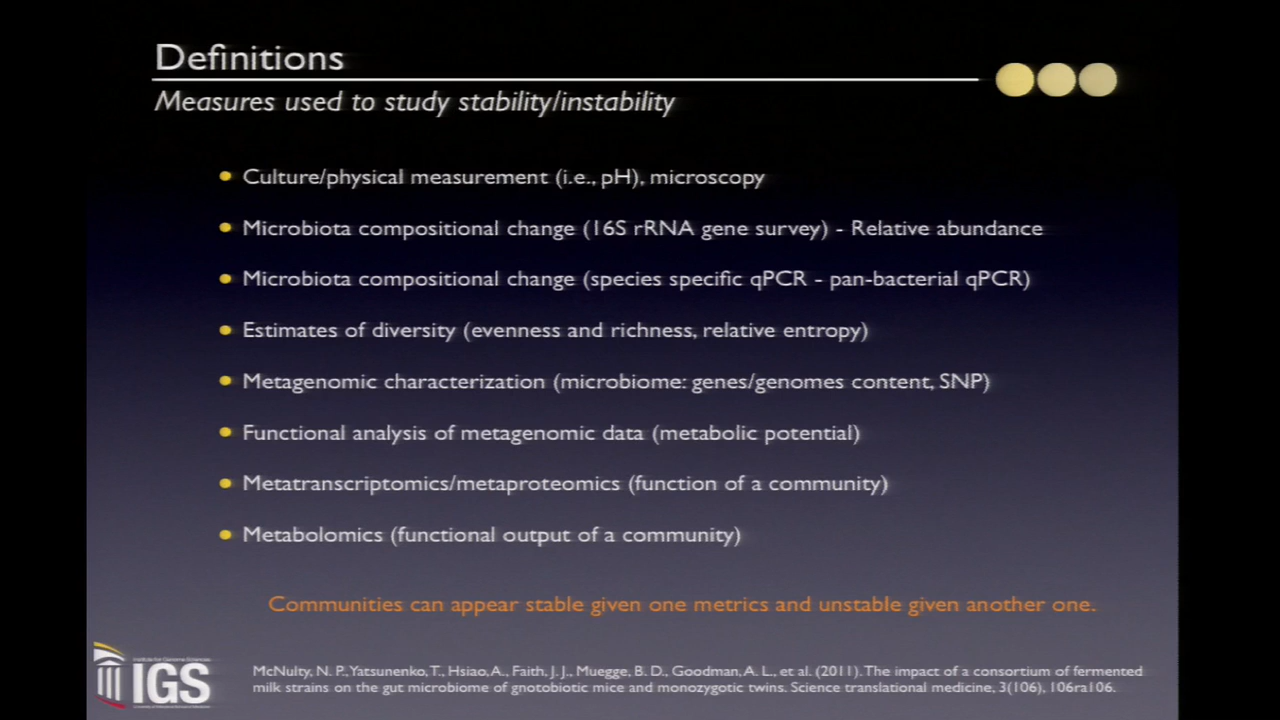 Definitions
Measures used to study stability/instability
Culture/physical measurement (i.e., pH), microscopy
Microbiota compositional change (16S rRNA gene survey) - Relative abundance
Microbiota compositional change (species specific qPCR - pan-bacterial qPCR)
Estimates of diversity (evenness and richness, relative entropy)
Metagenomic characterization (microbiome: genes/genomes content, SNP)
Functional analysis of metagenomic data (metabolic potential)
Metatranscriptomics/metaproteomics (function of a community)
Metabolomics (functional output of a community)
Communities can appear stable given one metrics and unstable given another one.
Institute for Genome Sciences
IGS
McNulty, N. P., Yatsunenko, T., Hsiao, A., Faith, J. J., Muegge, B. D., Goodman, A. L., et al. (2011). The impact of a consortium of fermented
milk strains on the gut microbiome of gnotobiotic mice and monozygotic twins. Science translational medicine, 3(106), 106ra106.